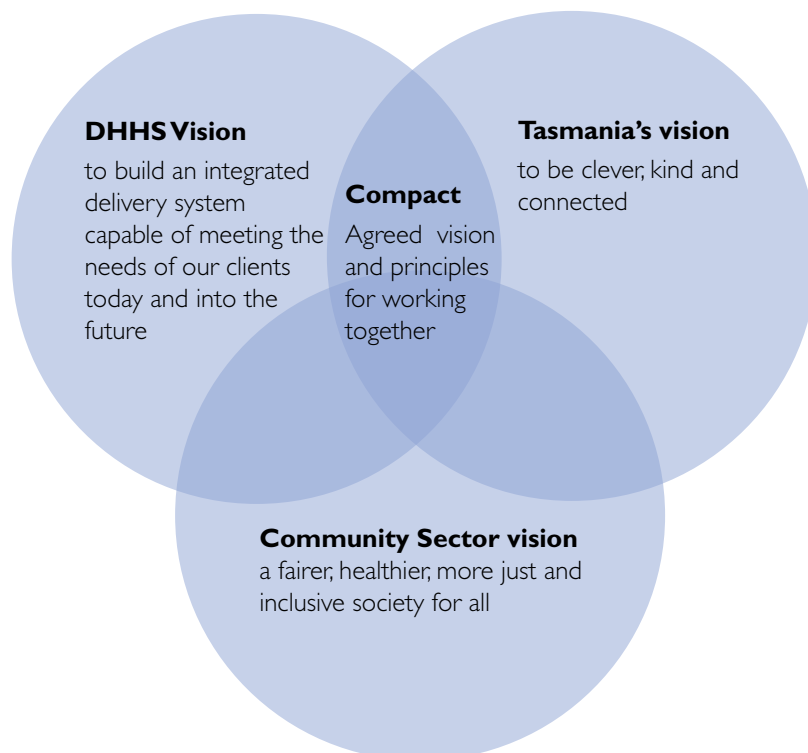 DHHS Vision
to build an integrated
delivery system
capable of meeting the
needs of our clients
today and into the
future
Compact
Agreed vision
and principles
for working
together
Tasmania's vision
to be clever, kind and
connected
Community Sector vision
a fairer, healthier, more just and
inclusive society for all